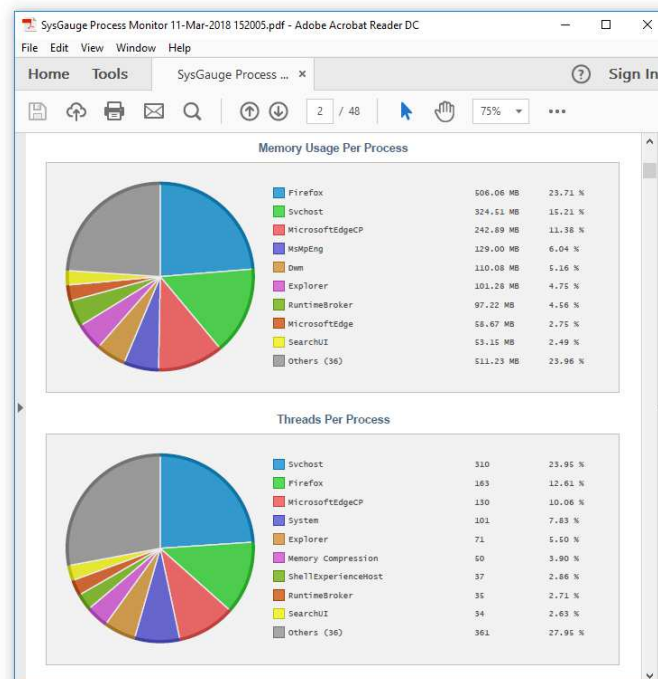 SysGauge Process Monitor 11-Mar-2018 152005.pdf - Adobe Acrobat Reader DC
File Edit View Window Help
Home Tools SysGauge Process ... × ? Sign In
2 / 48 75%
Memory Usage Per Process
Firefox 506.06 MB 23.71 %
Svchost 324.51 MB 15.21 %
MicrosoftEdgeCP 242.89 MB 11.38 %
MsMpEng 129.00 MB 6.04 %
Dwm 110.08 MB 5.16 %
Explorer 101.28 MB 4.75 %
RuntimeBroker 97.22 MB 4.56 %
MicrosoftEdge 58.67 MB 2.75 %
SearchUI 53.15 MB 2.49 %
Others (36) 511.23 MB 23.96 %
Threads Per Process
Svchost 310 23.95 %
Firefox 163 12.61 %
MicrosoftEdgeCP 130 10.06 %
System 101 7.83 %
Explorer 71 5.50 %
Memory Compression 50 3.90 %
ShellExperienceHost 37 2.86 %
RuntimeBroker 35 2.71 %
SearchUI 34 2.63 %
Others (36) 361 27.95 %